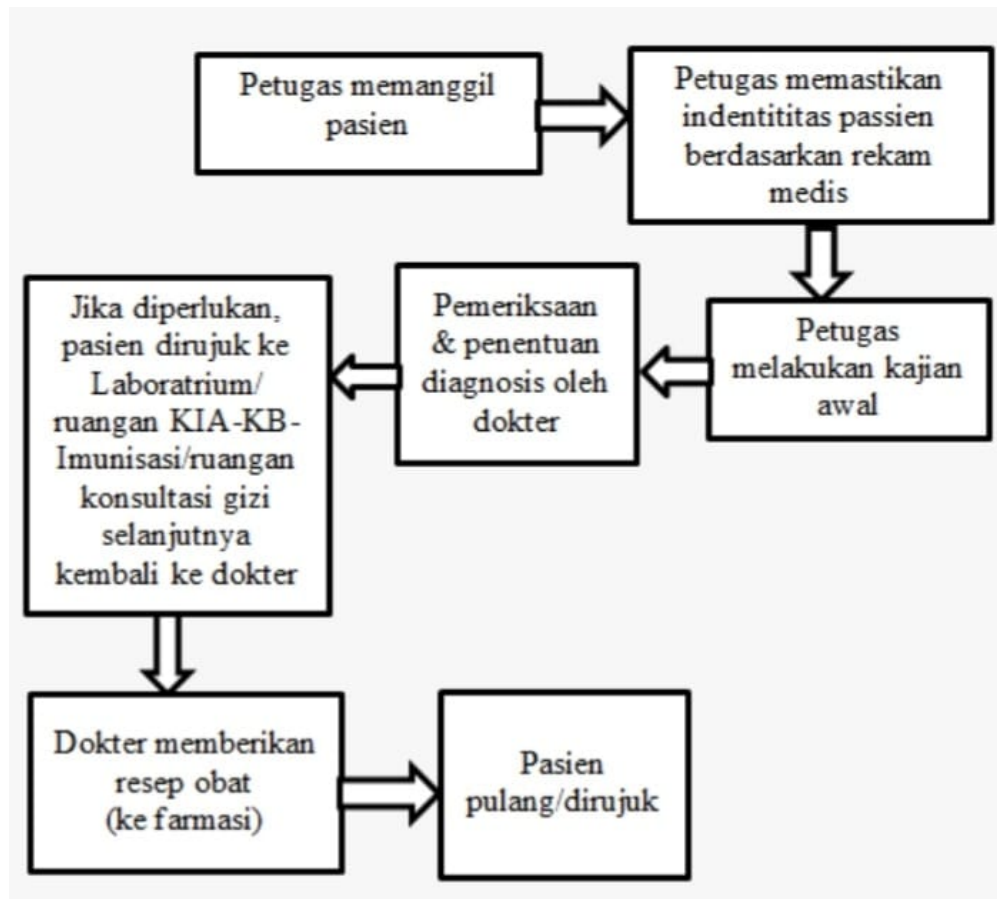 Petugas memanggil
pasien
Petugas memastikan
indentititas passien
berdasarkan rekam
medis
Petugas
melakukan kajian
awal
Pemeriksaan
& penentuan
diagnosis oleh
dokter
Jika diperlukan,
pasien dirujuk ke
Laboratrium/
ruangan KIA-KB-
Imunisasi/ruangan
konsultasi gizi
selanjutnya
kembali ke dokter
Dokter memberikan
resep obat
(ke farmasi)
Pasien
pulang/dirujuk